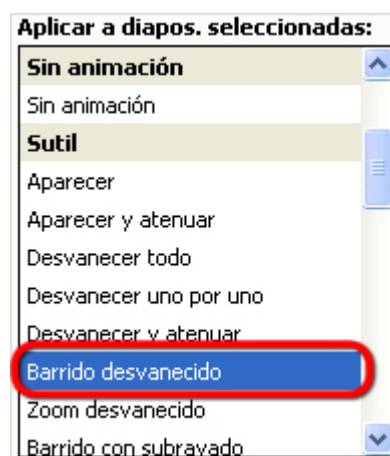 Aplicar a diapos. seleccionadas:
Sin animación
Sin animación
Sutil
Aparecer
Aparecer y atenuar
Desvanecer todo
Desvanecer uno por uno
Desvanecer y atenuar
Barrido desvanecido
Zoom desvanecido
Barrido con subrayado